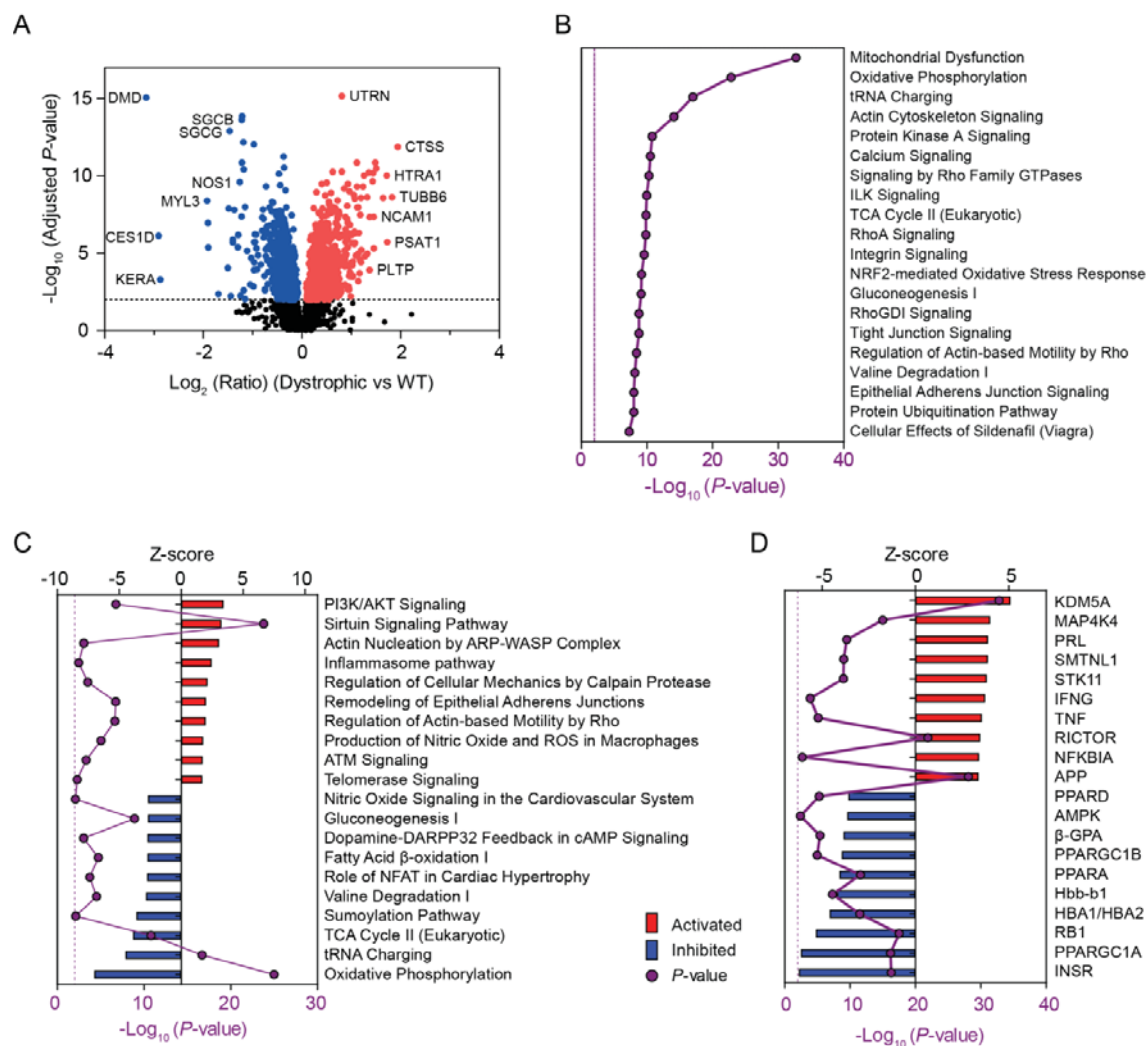 A
-Log10 (Adjusted P-value)
15
10
5
0
-4
-2
0
2
4
Log2 (Ratio) (Dystrophic vs WT)
DMD
SGCB
SGCG
NOS1
MYL3
CES1D
KERA
UTRN
CTSS
HTRA1
TUBB6
NCAM1
PSAT1
PLTP
B
Mitochondrial Dysfunction
Oxidative Phosphorylation
tRNA Charging
Actin Cytoskeleton Signaling
Protein Kinase A Signaling
Calcium Signaling
Signaling by Rho Family GTPases
ILK Signaling
TCA Cycle II (Eukaryotic)
RhoA Signaling
Integrin Signaling
NRF2-mediated Oxidative Stress Response
Gluconeogenesis I
RhoGDI Signaling
Tight Junction Signaling
Regulation of Actin-based Motility by Rho
Valine Degradation I
Epithelial Adherens Junction Signaling
Protein Ubiquitination Pathway
Cellular Effects of Sildenafil (Viagra)
0 10 20 30 40
-Log10 (P-value)
C
Z-score
-10 -5 0 5 10
PI3K/AKT Signaling
Sirtuin Signaling Pathway
Actin Nucleation by ARP-WASP Complex
Inflammasome pathway
Regulation of Cellular Mechanics by Calpain Protease
Remodeling of Epithelial Adherens Junctions
Regulation of Actin-based Motility by Rho
Production of Nitric Oxide and ROS in Macrophages
ATM Signaling
Telomerase Signaling
Nitric Oxide Signaling in the Cardiovascular System
Gluconeogenesis I
Dopamine-DARPP32 Feedback in cAMP Signaling
Fatty Acid β-oxidation I
Role of NFAT in Cardiac Hypertrophy
Valine Degradation I
Sumoylation Pathway
TCA Cycle II (Eukaryotic)
tRNA Charging
Oxidative Phosphorylation
0 10 20 30
-Log10 (P-value)
Activated
Inhibited
P-value
D
Z-score
-5 0 5
KDM5A
MAP4K4
PRL
SMTNL1
STK11
IFNG
TNF
RICTOR
NFKBIA
APP
PPARD
AMPK
β-GPA
PPARGC1B
PPARA
Hbb-b1
HBA1/HBA2
RB1
PPARGC1A
INSR
0 10 20 30 40
-Log10 (P-value)